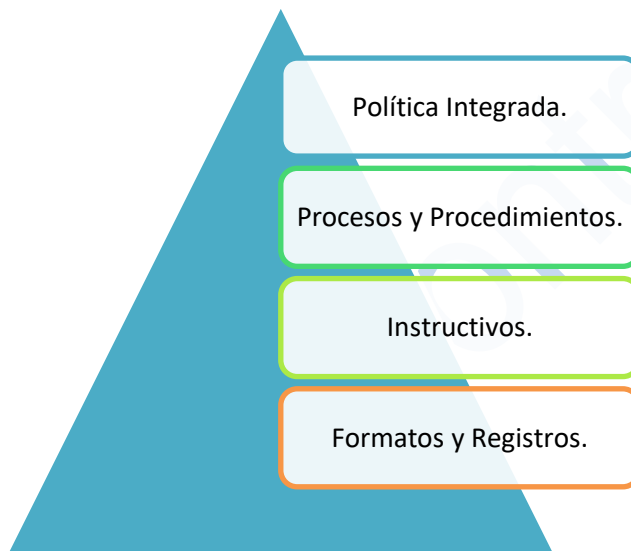 Política Integrada.
Procesos y Procedimientos.
Instructivos.
Formatos y Registros.